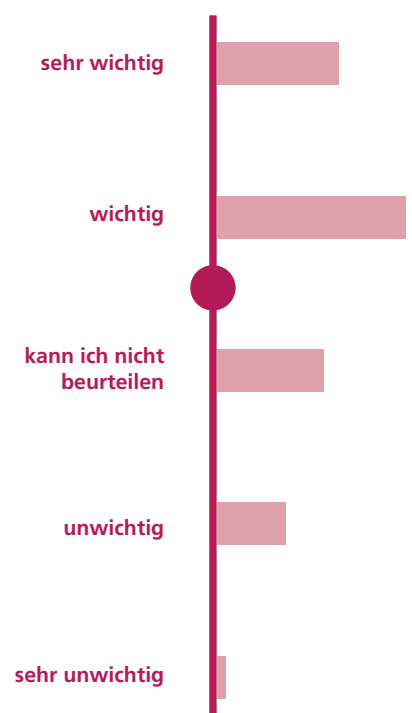 sehr wichtig
wichtig
kann ich nicht
beurteilen
unwichtig
sehr unwichtig